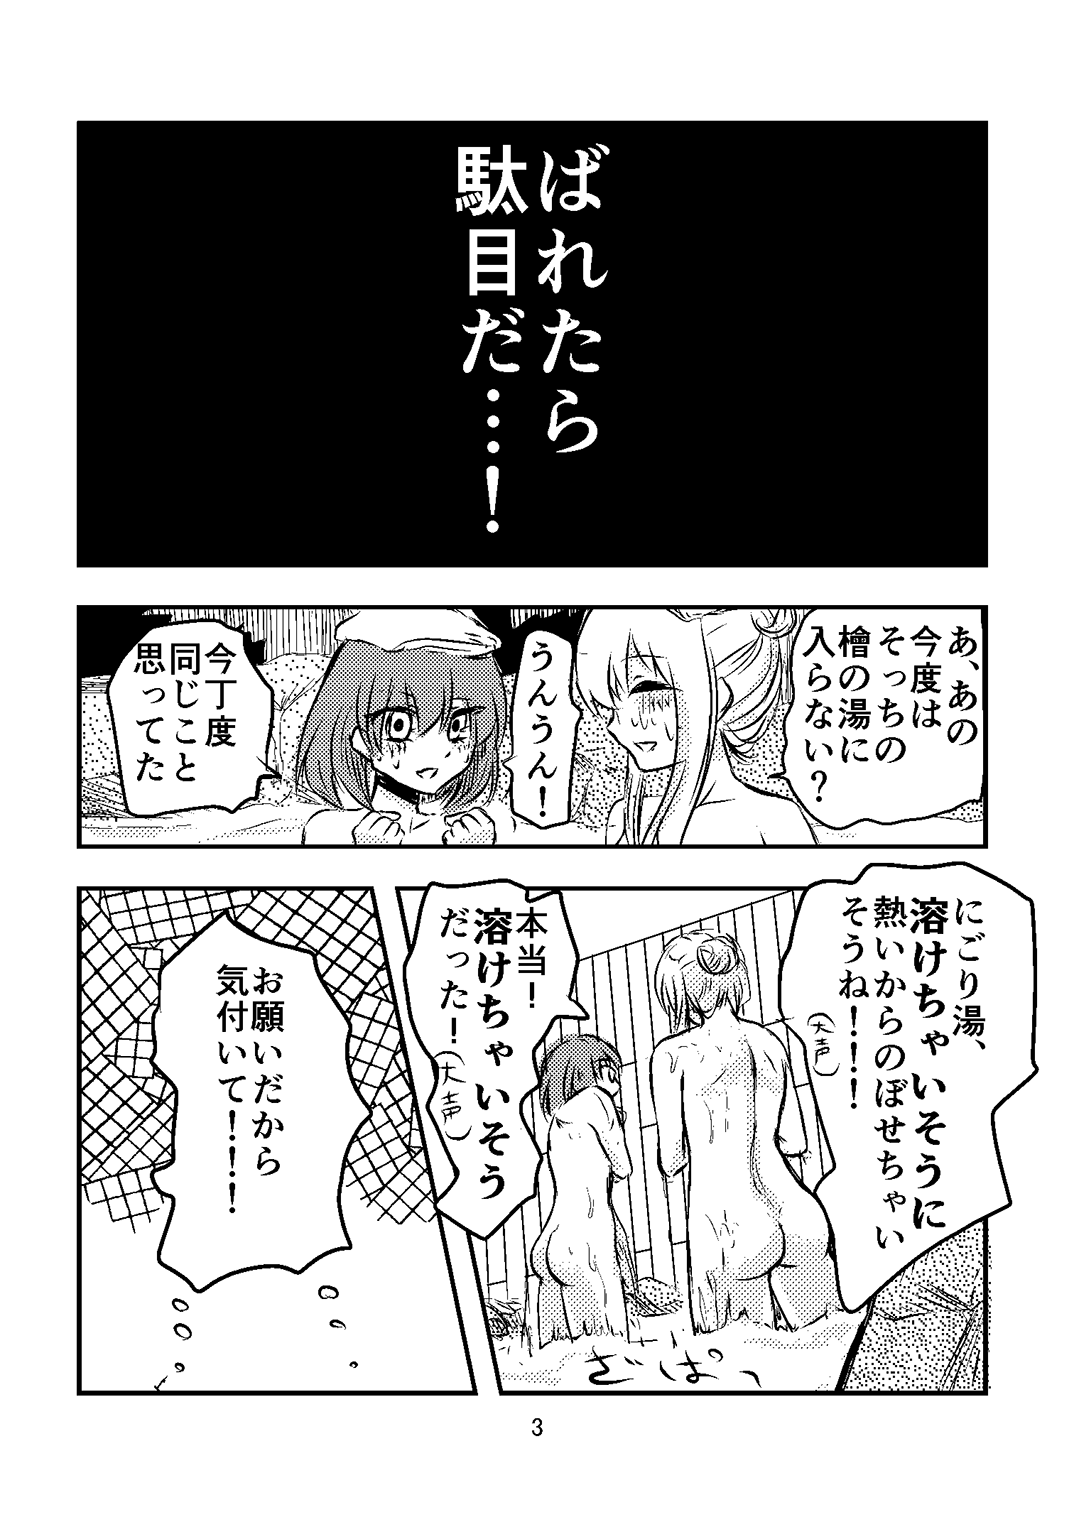 ばれたら
駄目だ…！
あ、あの
今度は
そっちの
檜の湯に
入らない？
うんうん！
今丁度
同じこと
思ってた
にごり湯、
溶けちゃいそうに
熱いからのぼせちゃい
そうね！！！
（大声）
本当！
溶けちゃいそう
だった！
（大声）
ざぱっ
お願いだから
気付いて！！！
3